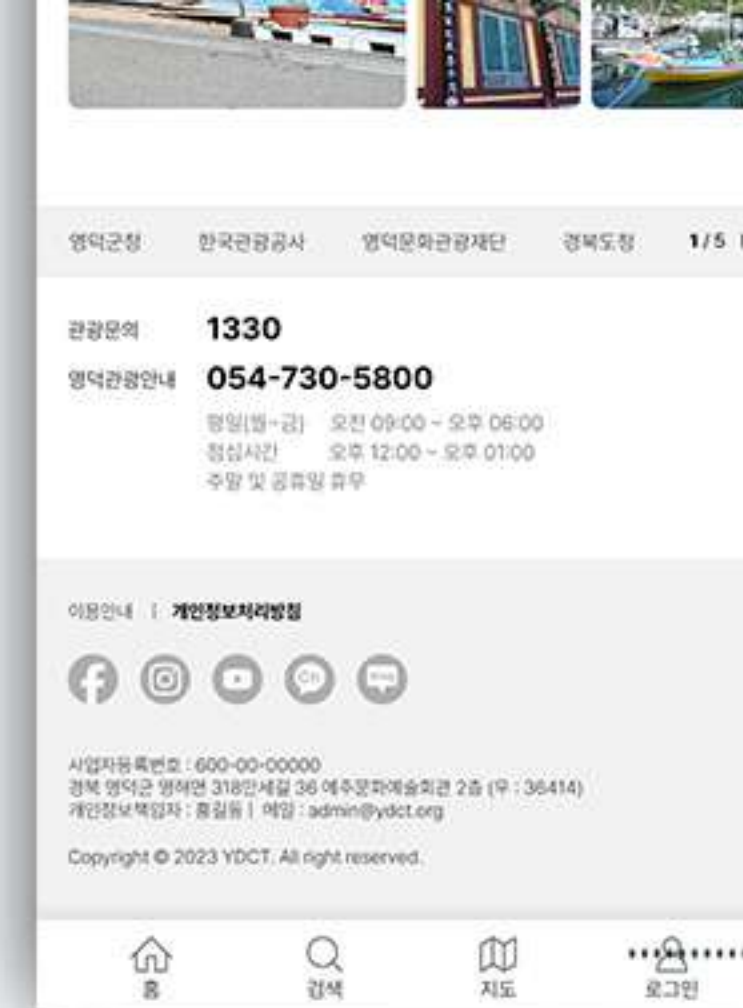 영덕군청 한국관광공사 영덕문화관광재단 경북도청 1 / 5
관광문의 1330
영덕관광안내 054-730-5800
평일(월~금) 오전 09:00 ~ 오후 06:00
점심시간 오후 12:00 ~ 오후 01:00
주말 및 공휴일 휴무
이용안내 | 개인정보처리방침
Ch
blog
사업자등록번호 : 600-00-00000
경북 영덕군 영해면 318만세길 36 예주문화예술회관 2층 (우 : 36414)
개인정보책임자 : 홍길동 | 메일 : admin@ydct.org
Copyright © 2023 YDCT. All right reserved.
홈 검색 지도 로그인